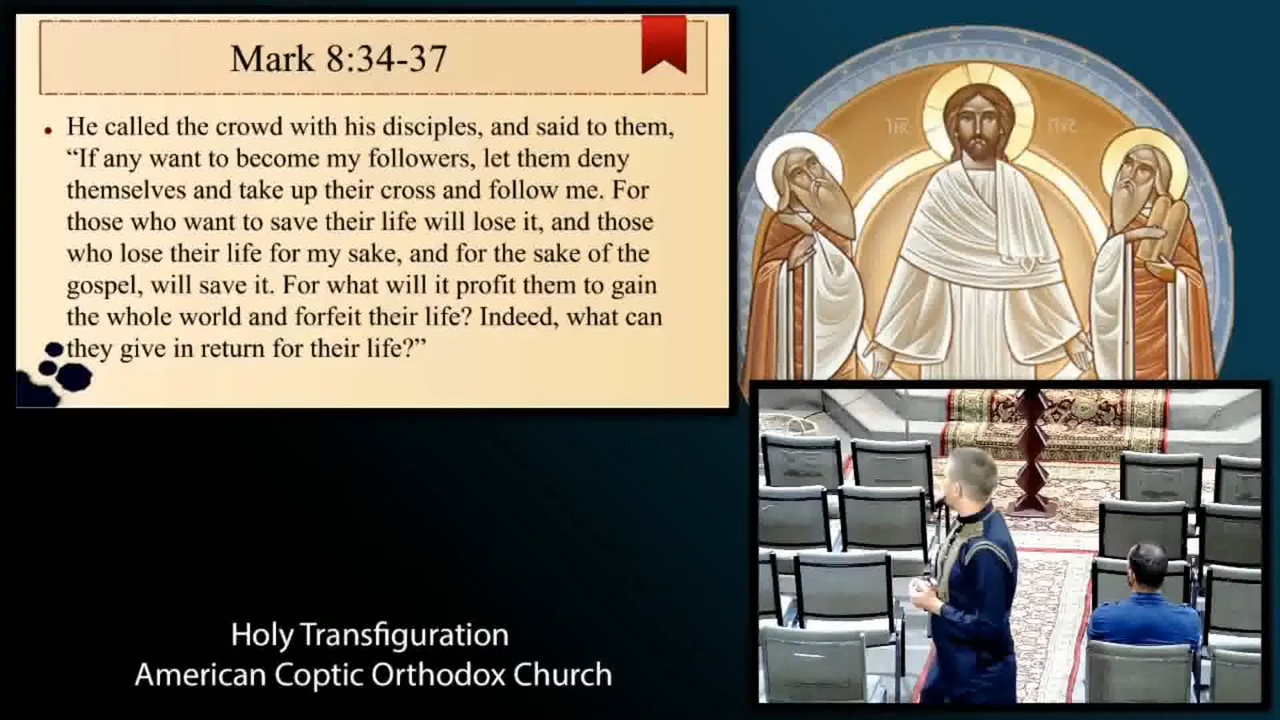 Mark 8:34-37
• He called the crowd with his disciples, and said to them,
“If any want to become my followers, let them deny
themselves and take up their cross and follow me. For
those who want to save their life will lose it, and those
who lose their life for my sake, and for the sake of the
gospel, will save it. For what will it profit them to gain
the whole world and forfeit their life? Indeed, what can
they give in return for their life?”
Holy Transfiguration
American Coptic Orthodox Church